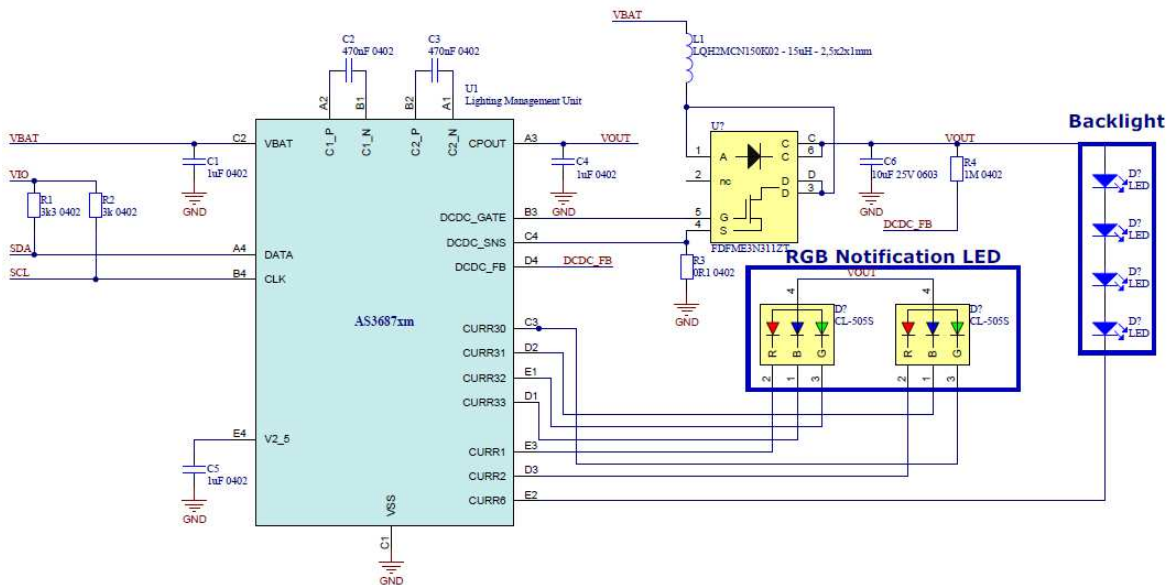 VBAT
L1
LQH2MCN150K02 - 15uH - 2,5x2x1mm
C2
470nF 0402
C3
470nF 0402
A2
B1
B2
A1
U1
Lighting Management Unit
C1_P
C1_N
C2_P
C2_N
VBAT
C2
VBAT
CPOUT
A3
VOUT
C1
1uF 0402
GND
C4
1uF 0402
GND
U?
1
A
C
C
C
6
2
nc
D
D
D
3
5
G
4
S
FDFME3N311ZT
VOUT
C6
10uF 25V 0603
GND
R4
1M 0402
DCDC_FB
Backlight
D?
LED
D?
LED
D?
LED
D?
LED
VIO
R1
3k3 0402
R2
3k 0402
SDA
A4
DATA
SCL
B4
CLK
DCDC_GATE
B3
DCDC_SNS
C4
DCDC_FB
D4
DCDC_FB
R3
0R1 0402
GND
RGB Notification LED
VOUT
4
4
D?
CL-505S
D?
CL-505S
R
B
G
R
B
G
2
1
3
2
1
3
AS3687xm
CURR30
C3
CURR31
D2
CURR32
E1
CURR33
D1
CURR1
E3
CURR2
D3
CURR6
E2
E4
V2_5
C5
1uF 0402
GND
VSS
C1
GND